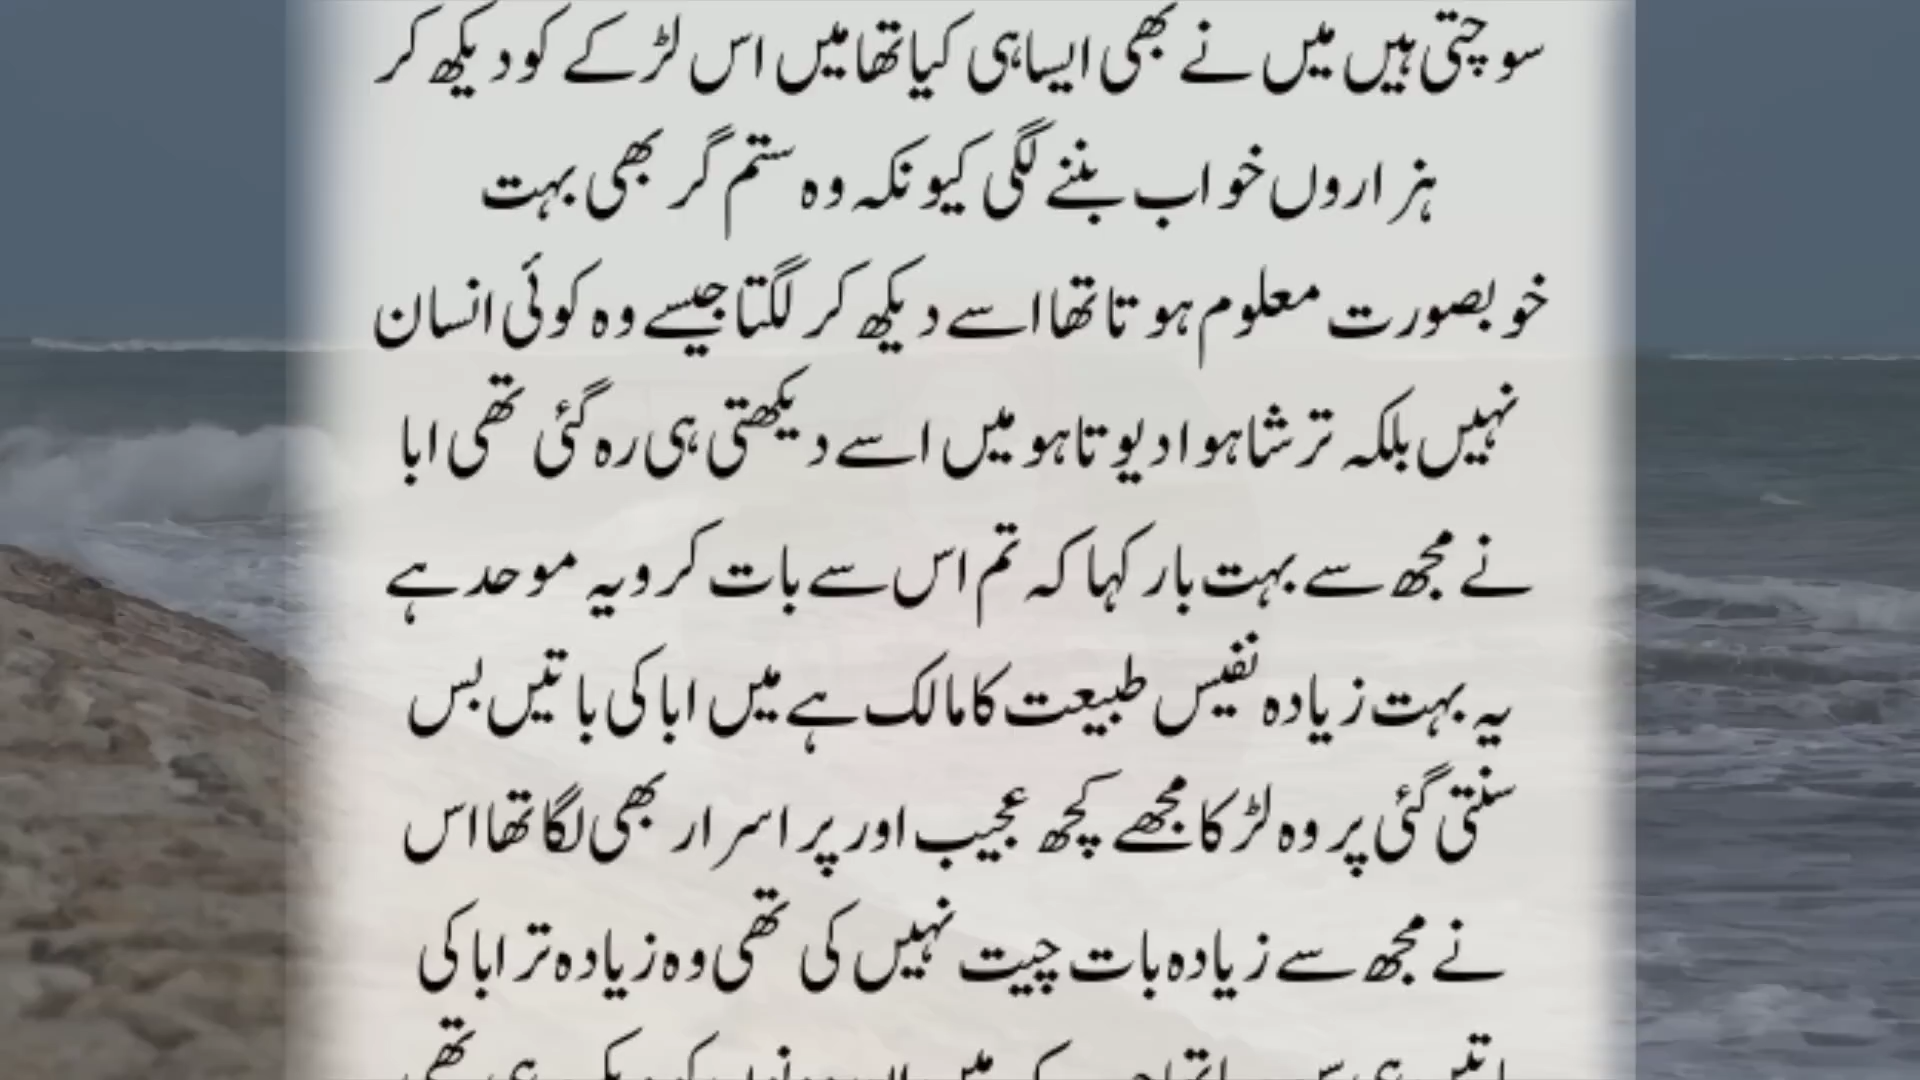 سوچتی ہیں میں نے بھی ایسا ہی کیا تھا میں اس لڑکے کو دیکھ کر
ہزاروں خواب بننے لگی کیونکہ وہ ستم گر بھی بہت
خوبصورت معلوم ہوتا تھا اسے دیکھ کر لگتا جیسے وہ کوئی انسان
نہیں بلکہ ترشا ہوا دیوتا ہو میں اسے دیکھتی ہی رہ گئی تھی ابا
نے مجھ سے بہت بار کہا کہ تم اس سے بات کرو یہ موحد ہے
یہ بہت زیادہ نفیس طبیعت کا مالک ہے میں ابا کی باتیں بس
سنتی گئی پر وہ لڑکا مجھے کچھ عجیب اور پر اسرار بھی لگا تھا اس
نے مجھ سے زیادہ بات چیت نہیں کی تھی وہ زیادہ تر ابا کی